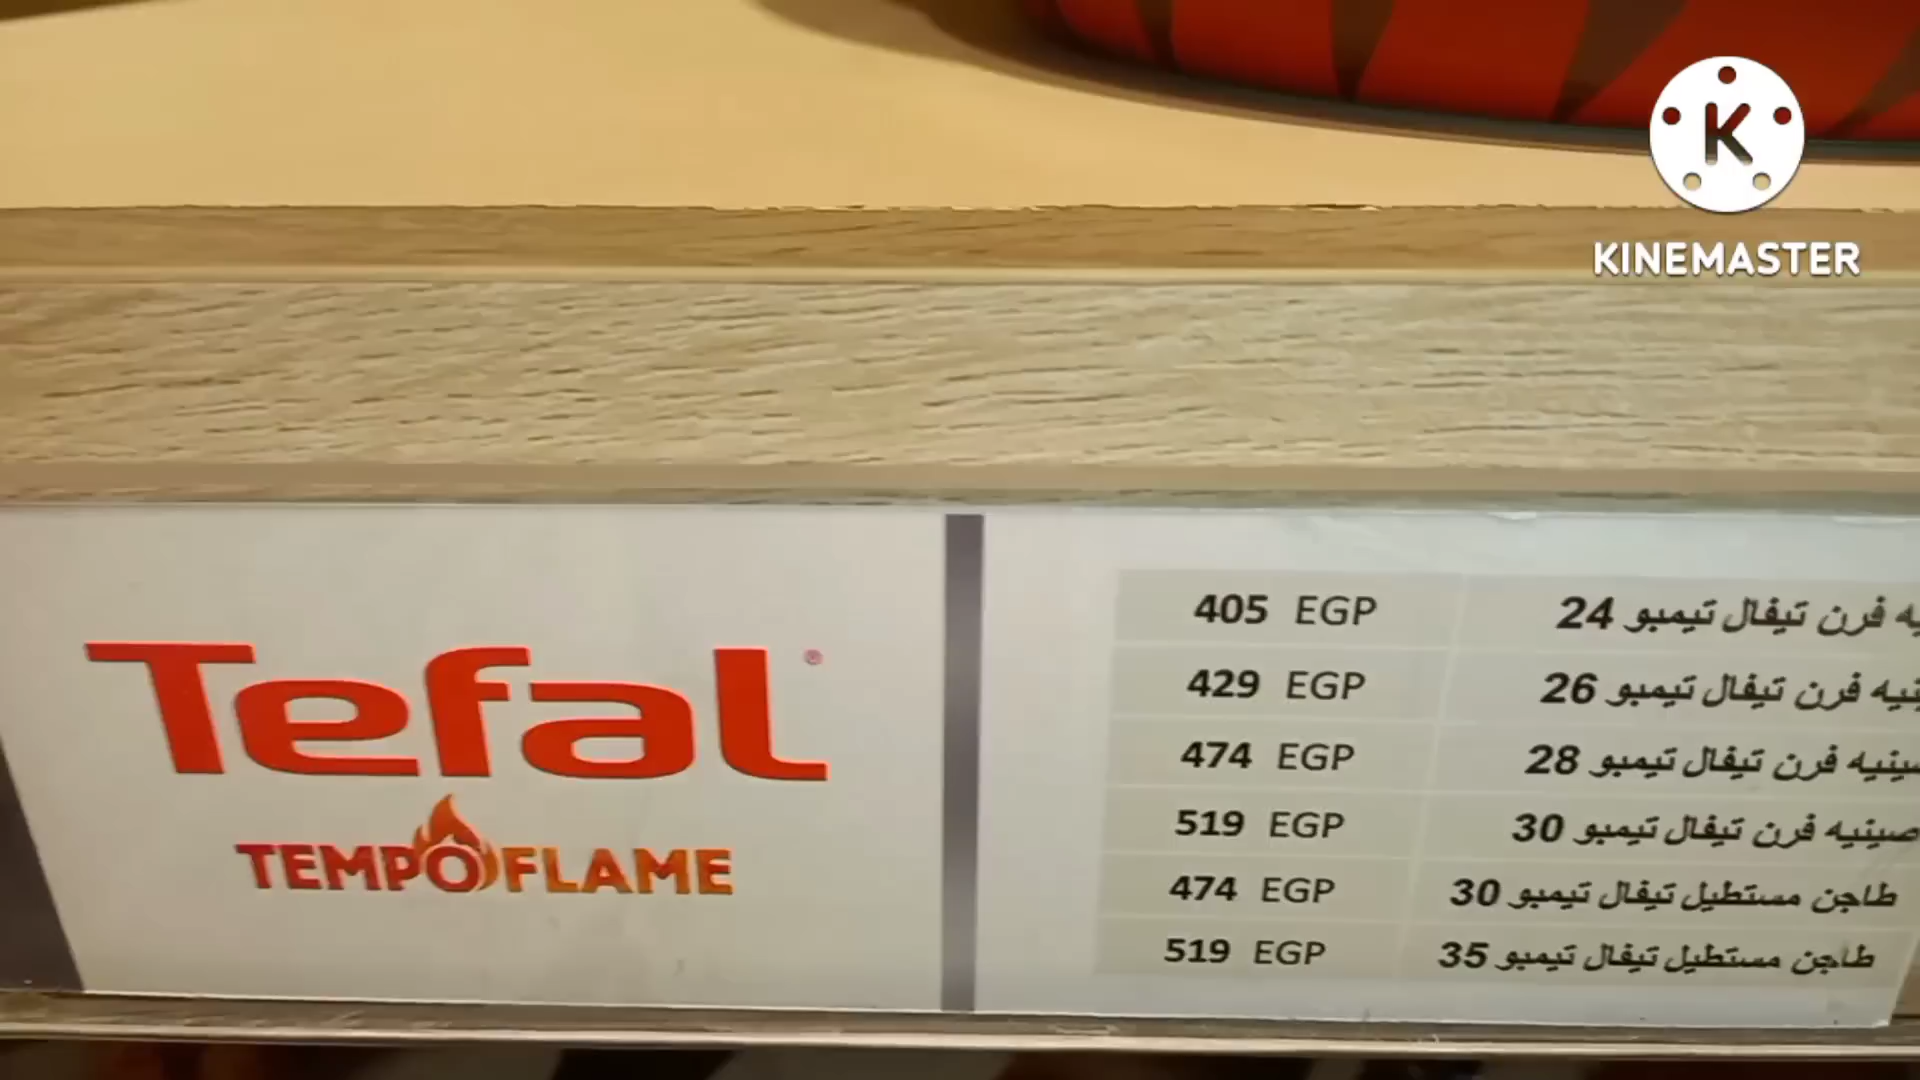 K
KINEMASTER
Tefal®
TEMPO FLAME
فرن تيفال تيمبو 24 405 EGP
فرن تيفال تيمبو 26 429 EGP
فرن تيفال تيمبو 28 474 EGP
صينيه فرن تيفال تيمبو 30 519 EGP
طاجن مستطيل تيفال تيمبو 30 474 EGP
طاجن مستطيل تيفال تيمبو 35 519 EGP